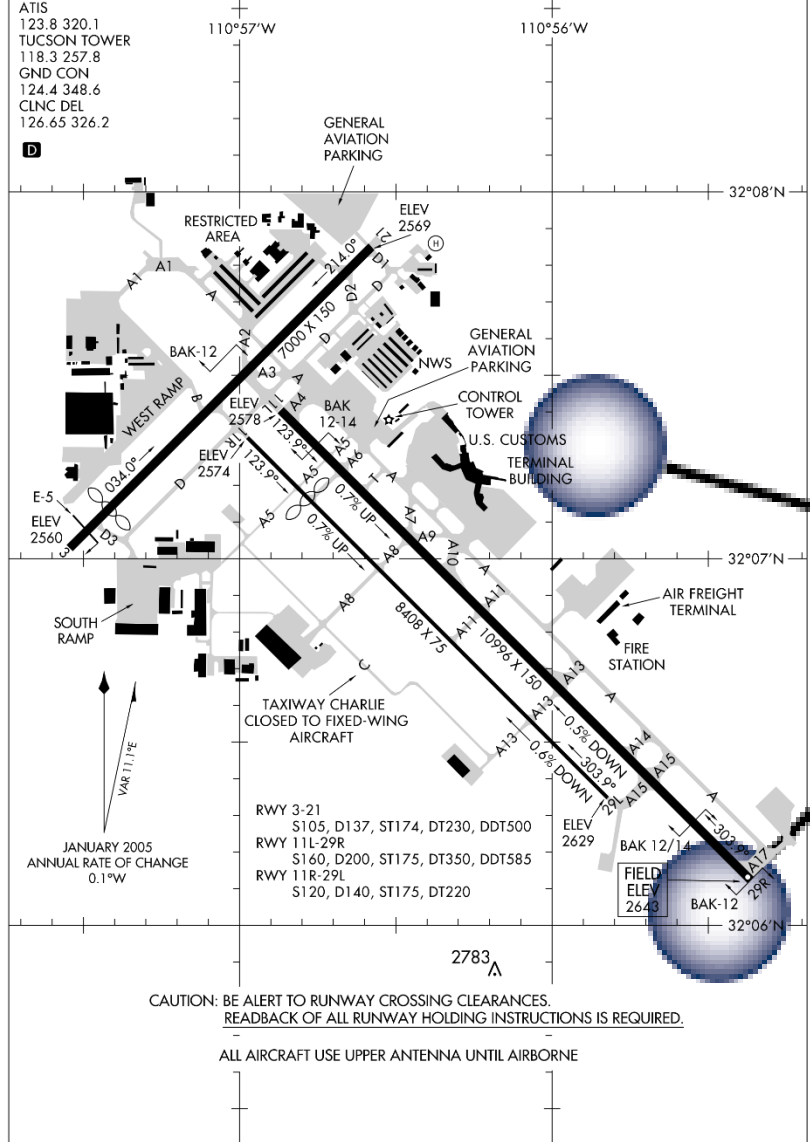 ATIS
123.8 320.1
TUCSON TOWER
118.3 257.8
GND CON
124.4 348.6
CLNC DEL
126.65 326.2
D
110°57'W
110°56'W
GENERAL
AVIATION
PARKING
32°08'N
RESTRICTED
AREA
ELEV
2569
H
21
214.0°
D1
D
D2
A1
A1
A
7000 X 150
D
A2
BAK-12
A3
NWS
GENERAL
AVIATION
PARKING
A
A4
B
WEST RAMP
ELEV
2578
11L
BAK
12-14
CONTROL
TOWER
U.S. CUSTOMS
TERMINAL
BUILDING
11R
123.9°
ELEV
2574
123.9°
A5
A6
T
A
034.0°
D
A5
0.7% UP
E-5
ELEV
2560
3
D3
A5
0.7% UP
A7
A9
A8
A10
A
32°07'N
SOUTH
RAMP
A8
8408 X 75
A11
A11
10996 X 150
AIR FREIGHT
TERMINAL
FIRE
STATION
C
TAXIWAY CHARLIE
CLOSED TO FIXED-WING
AIRCRAFT
A13
A13
A13
A
0.5% DOWN
0.6% DOWN
303.9°
A14
A15
A15
29L
A
VAR 11.1°E
JANUARY 2005
ANNUAL RATE OF CHANGE
0.1°W
RWY 3-21
S105, D137, ST174, DT230, DDT500
RWY 11L-29R
S160, D200, ST175, DT350, DDT585
RWY 11R-29L
S120, D140, ST175, DT220
ELEV
2629
BAK 12/14
303.9°
FIELD
ELEV
2643
BAK-12
A17
29R
32°06'N
2783
CAUTION: BE ALERT TO RUNWAY CROSSING CLEARANCES.
READBACK OF ALL RUNWAY HOLDING INSTRUCTIONS IS REQUIRED.
ALL AIRCRAFT USE UPPER ANTENNA UNTIL AIRBORNE